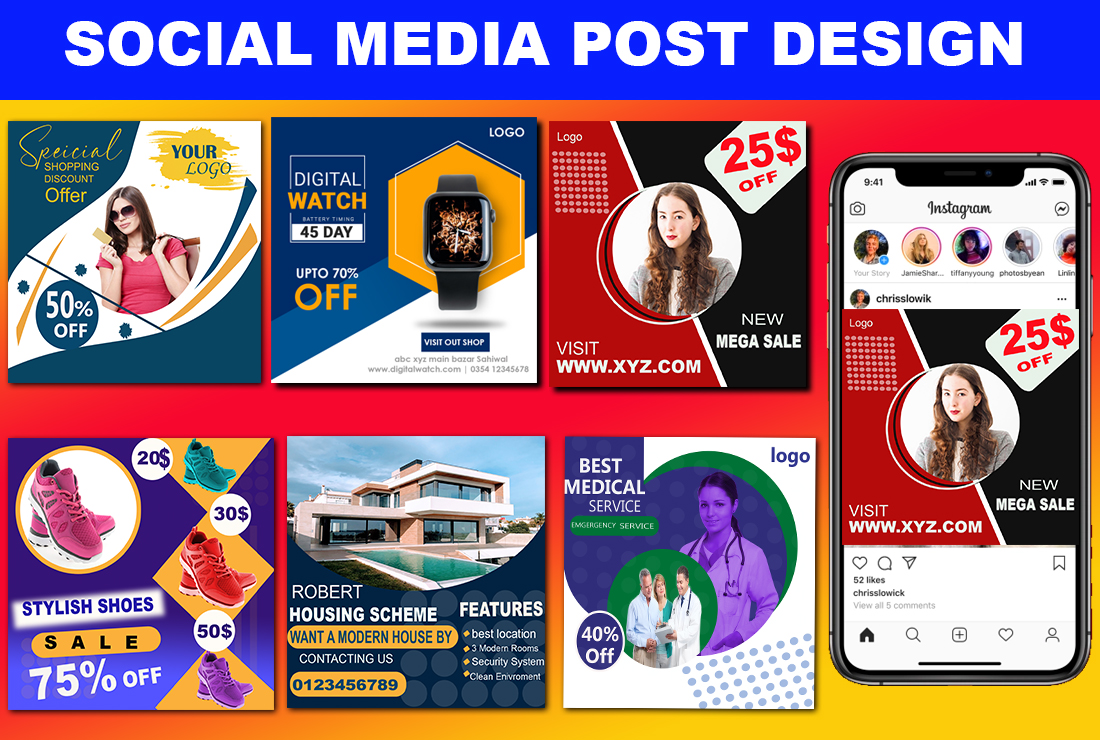 SOCIAL MEDIA POST DESIGN
Speicial
SHOPPING
DISCOUNT
Offer
YOUR
LOGO
50%
OFF
LOGO
DIGITAL
WATCH
BATTERY TIMING
45 DAY
UPTO 70%
OFF
VISIT OUT SHOP
abc xyz main bazar Sahiwal
www.digitalwatch.com | 0354 12345678
Logo
25$
OFF
NEW
MEGA SALE
VISIT
WWW.XYZ.COM
9:41
Instagram
Your Story
JamieShar...
tiffanyyoung
photosbyean
Linlin
chrisslowik
Logo
25$
OFF
NEW
MEGA SALE
VISIT
WWW.XYZ.COM
52 likes
chrisslowick
View all 5 comments
20$
30$
50$
STYLISH SHOES
SALE
75% OFF
ROBERT
HOUSING SCHEME
WANT A MODERN HOUSE BY
CONTACTING US
0123456789
FEATURES
best location
3 Modern Rooms
Security System
Clean Enviroment
BEST
MEDICAL
SERVICE
EMGERGENCY SERVICE
logo
40%
Off